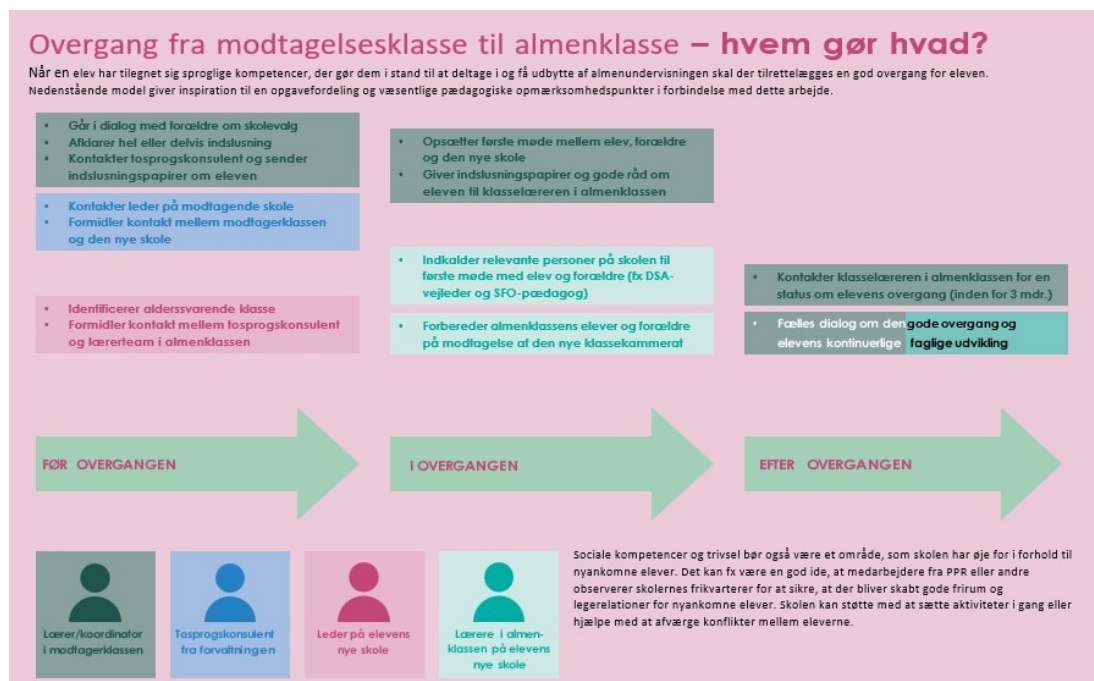 Overgang fra modtagelsesklasse til almenklasse – hvem gør hvad?
Når en elev har tilegnet sig sproglige kompetencer, der gør dem i stand til at deltage i og få udbytte af almenundervisningen skal der tilrettelægges en god overgang for eleven.
Nedenstående model giver inspiration til en opgavefordeling og væsentlige pædagogiske opmærksomhedspunkter i forbindelse med dette arbejde.
• Går i dialog med forældre om skolevalg
• Afklarer hel eller delvis indslusning
• Kontakter tosprogskonsulent og sender
indslusningspapirer om eleven
• Kontakter leder på modtagende skole
• Formidler kontakt mellem modtagerklassen
og den nye skole
• Identificerer alderssvarende klasse
• Formidler kontakt mellem tosprogskonsulent
og lærerteam i almenklassen
• Opsætter første møde mellem elev, forældre
og den nye skole
• Giver indslusningspapirer og gode råd om
eleven til klasselæreren i almenklassen
• Indkalder relevante personer på skolen til
første møde med elev og forældre (fx DSA-
vejleder og SFO-pædagog)
• Forbereder almenklassens elever og forældre
på modtagelse af den nye klassekammerat
• Kontakter klasselæreren i almenklassen for en
status om elevens overgang (inden for 3 mdr.)
• Fælles dialog om den gode overgang og
elevens kontinuerlige faglige udvikling
FØR OVERGANGEN
I OVERGANGEN
EFTER OVERGANGEN
Lærer/koordinator
i modtagerklassen
Tosprogskonsulent
fra forvaltningen
Leder på elevens
nye skole
Lærere i almen-
klassen på elevens
nye skole
Sociale kompetencer og trivsel bør også være et område, som skolen har øje for i forhold til
nyankomne elever. Det kan fx være en god ide, at medarbejdere fra PPR eller andre
observerer skolernes frikvarterer for at sikre, at der bliver skabt gode frirum og
legerelationer for nyankomne elever. Skolen kan støtte med at sætte aktiviteter i gang eller
hjælpe med at afværge konflikter mellem eleverne.